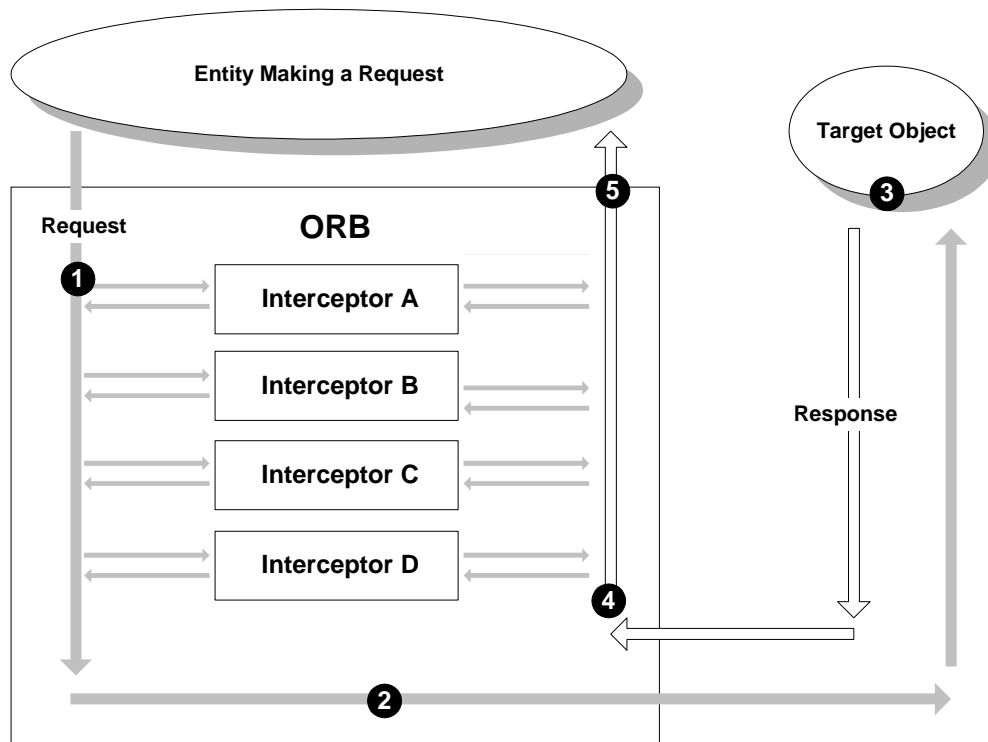 Entity Making a Request
Target Object
3
5
Request
ORB
1
Interceptor A
Interceptor B
Response
Interceptor C
Interceptor D
4
2